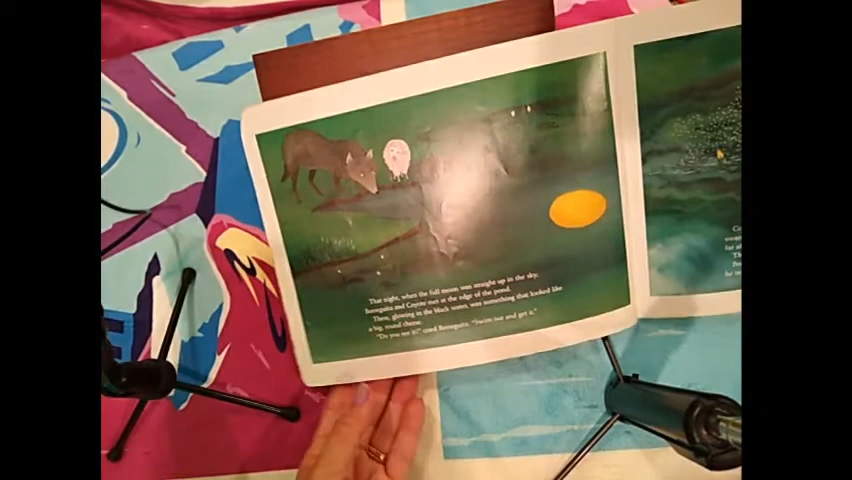 That night, when the full moon was straight up in the sky,
Borreguita and Coyote met at the edge of the pond.
Then, glowing in the black water, was something that looked like
a big, round cheese.
"Do you see it?" cried Borreguita. "Swim out and get it."